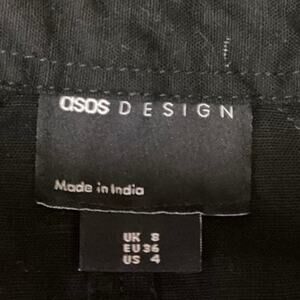 asos DESIGN
Made in India
UK 8
EU 36
US 4